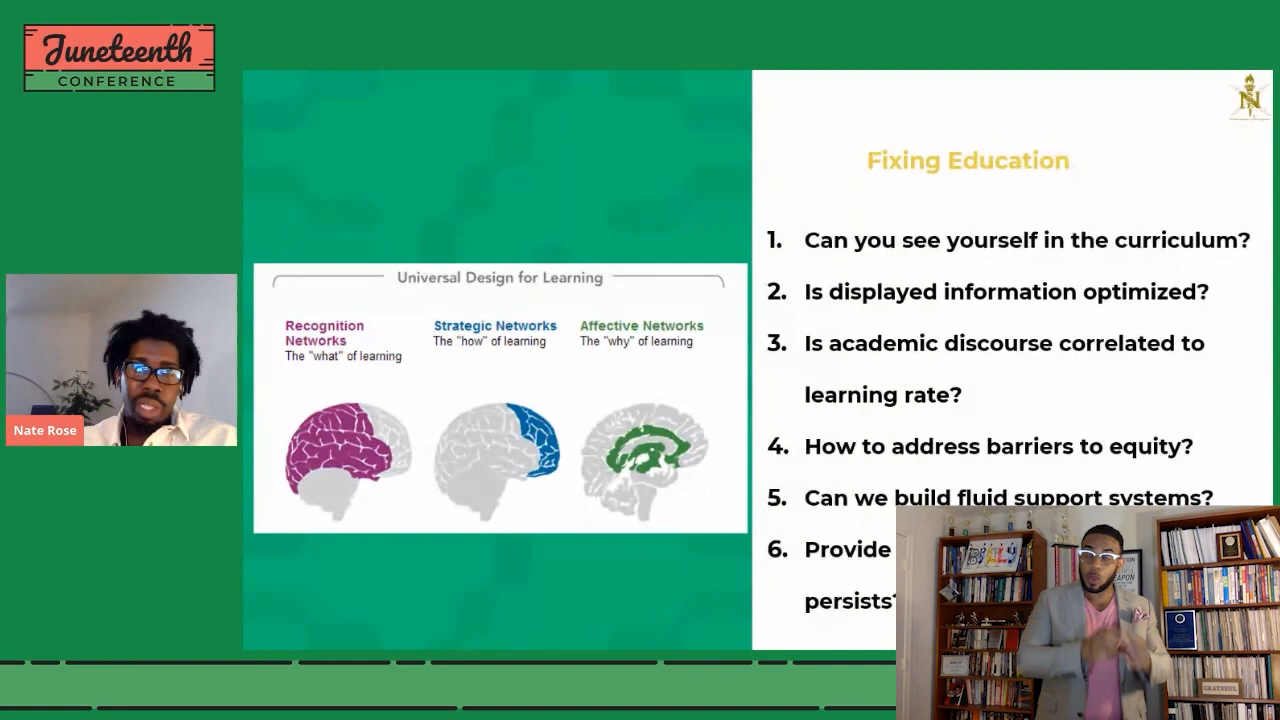 Juneteenth
CONFERENCE
Nate Rose
Universal Design for Learning
Recognition
Networks
The "what" of learning
Strategic Networks
The "how" of learning
Affective Networks
The "why" of learning
N
Fixing Education
1. Can you see yourself in the curriculum?
2. Is displayed information optimized?
3. Is academic discourse correlated to
learning rate?
4. How to address barriers to equity?
5. Can we build fluid support systems?
6. Provide
persists?
BILLY
GRATEFUL